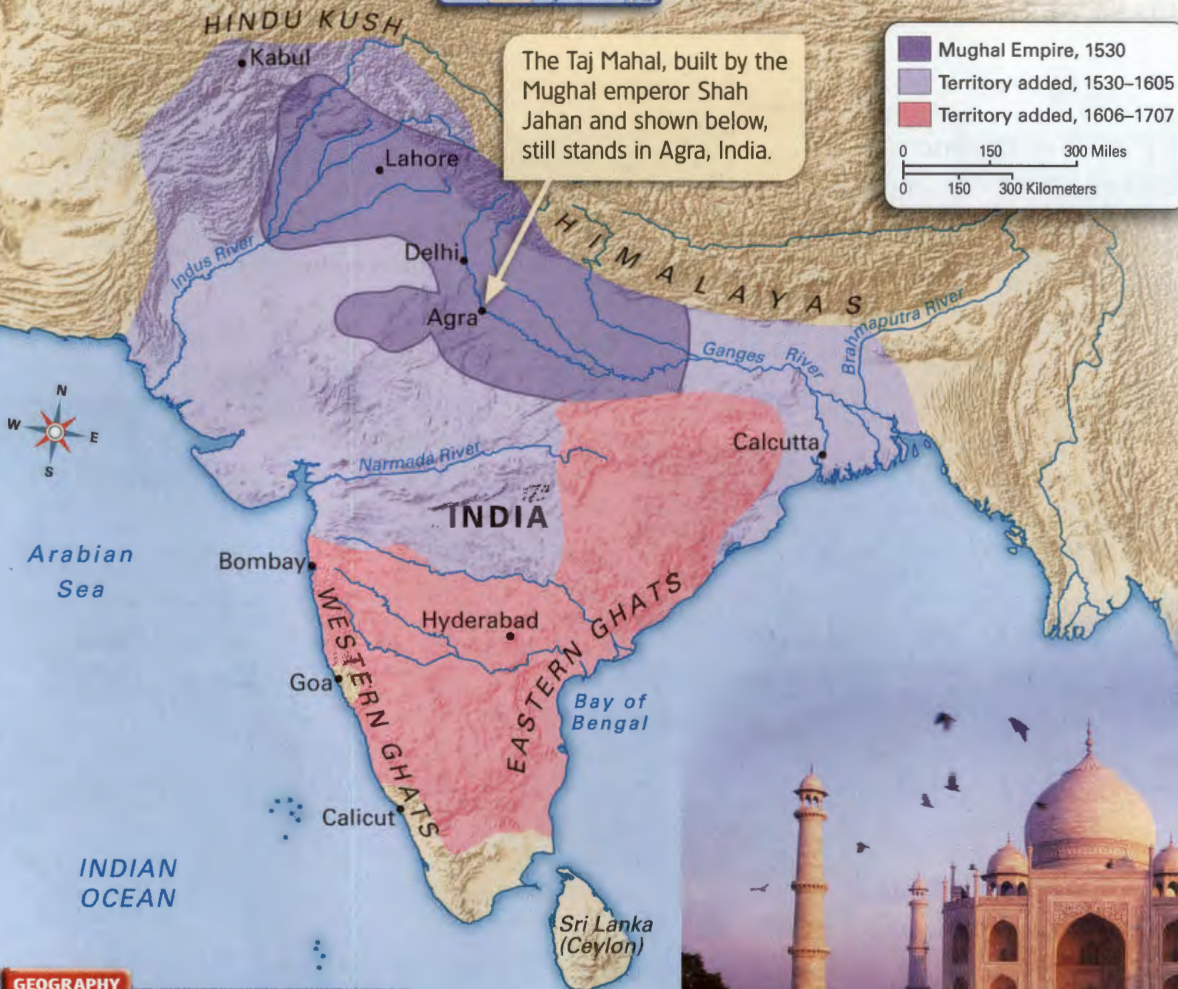 HINDU KUSH
Kabul
The Taj Mahal, built by the
Mughal emperor Shah
Jahan and shown below,
still stands in Agra, India.
Mughal Empire, 1530
Territory added, 1530–1605
Territory added, 1606–1707
0 150 300 Miles
0 150 300 Kilometers
Lahore
Indus River
Delhi
HIMALAYAS
Agra
Ganges River
Brahmaputra River
N
W E
S
Narmada River
Calcutta
INDIA
Arabian
Sea
Bombay
WESTERN GHATS
Hyderabad
EASTERN GHATS
Goa
Bay of
Bengal
Calicut
INDIAN
OCEAN
Sri Lanka
(Ceylon)
GEOGRAPHY